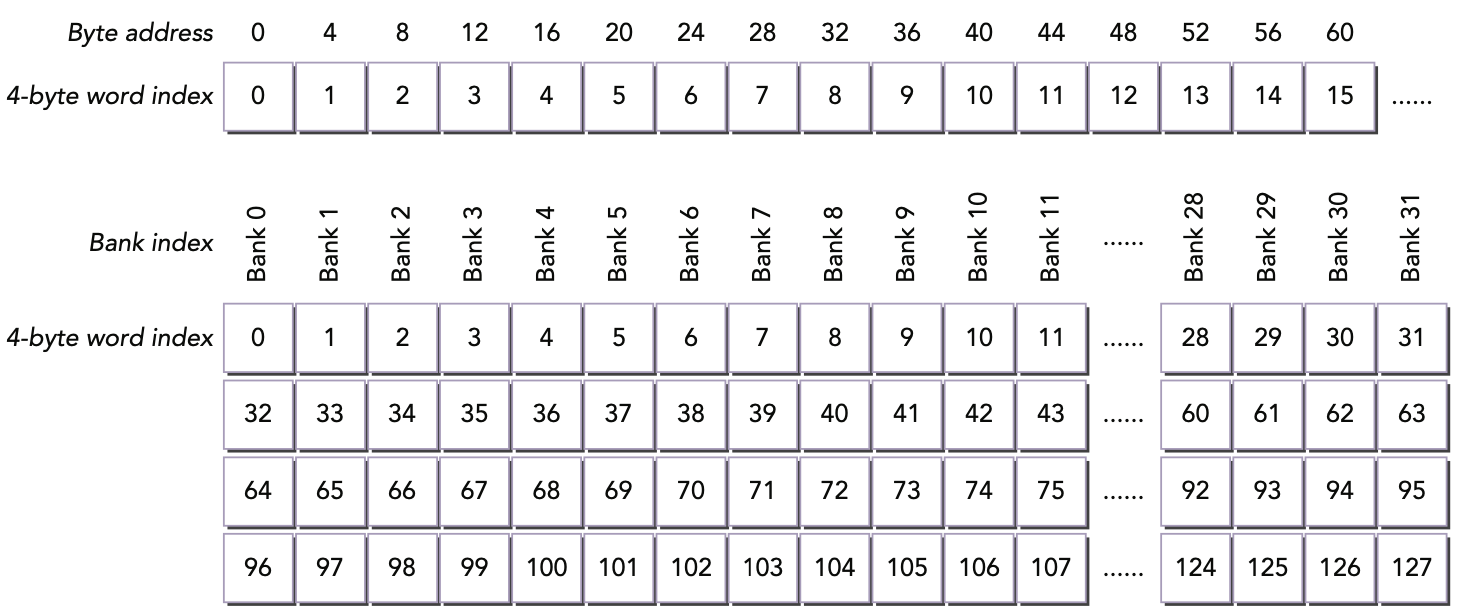 Byte address 0 4 8 12 16 20 24 28 32 36 40 44 48 52 56 60
4-byte word index 0 1 2 3 4 5 6 7 8 9 10 11 12 13 14 15 ......
Bank index Bank 0 Bank 1 Bank 2 Bank 3 Bank 4 Bank 5 Bank 6 Bank 7 Bank 8 Bank 9 Bank 10 Bank 11 ...... Bank 28 Bank 29 Bank 30 Bank 31
4-byte word index 0 1 2 3 4 5 6 7 8 9 10 11 ...... 28 29 30 31
32 33 34 35 36 37 38 39 40 41 42 43 ...... 60 61 62 63
64 65 66 67 68 69 70 71 72 73 74 75 ...... 92 93 94 95
96 97 98 99 100 101 102 103 104 105 106 107 ...... 124 125 126 127